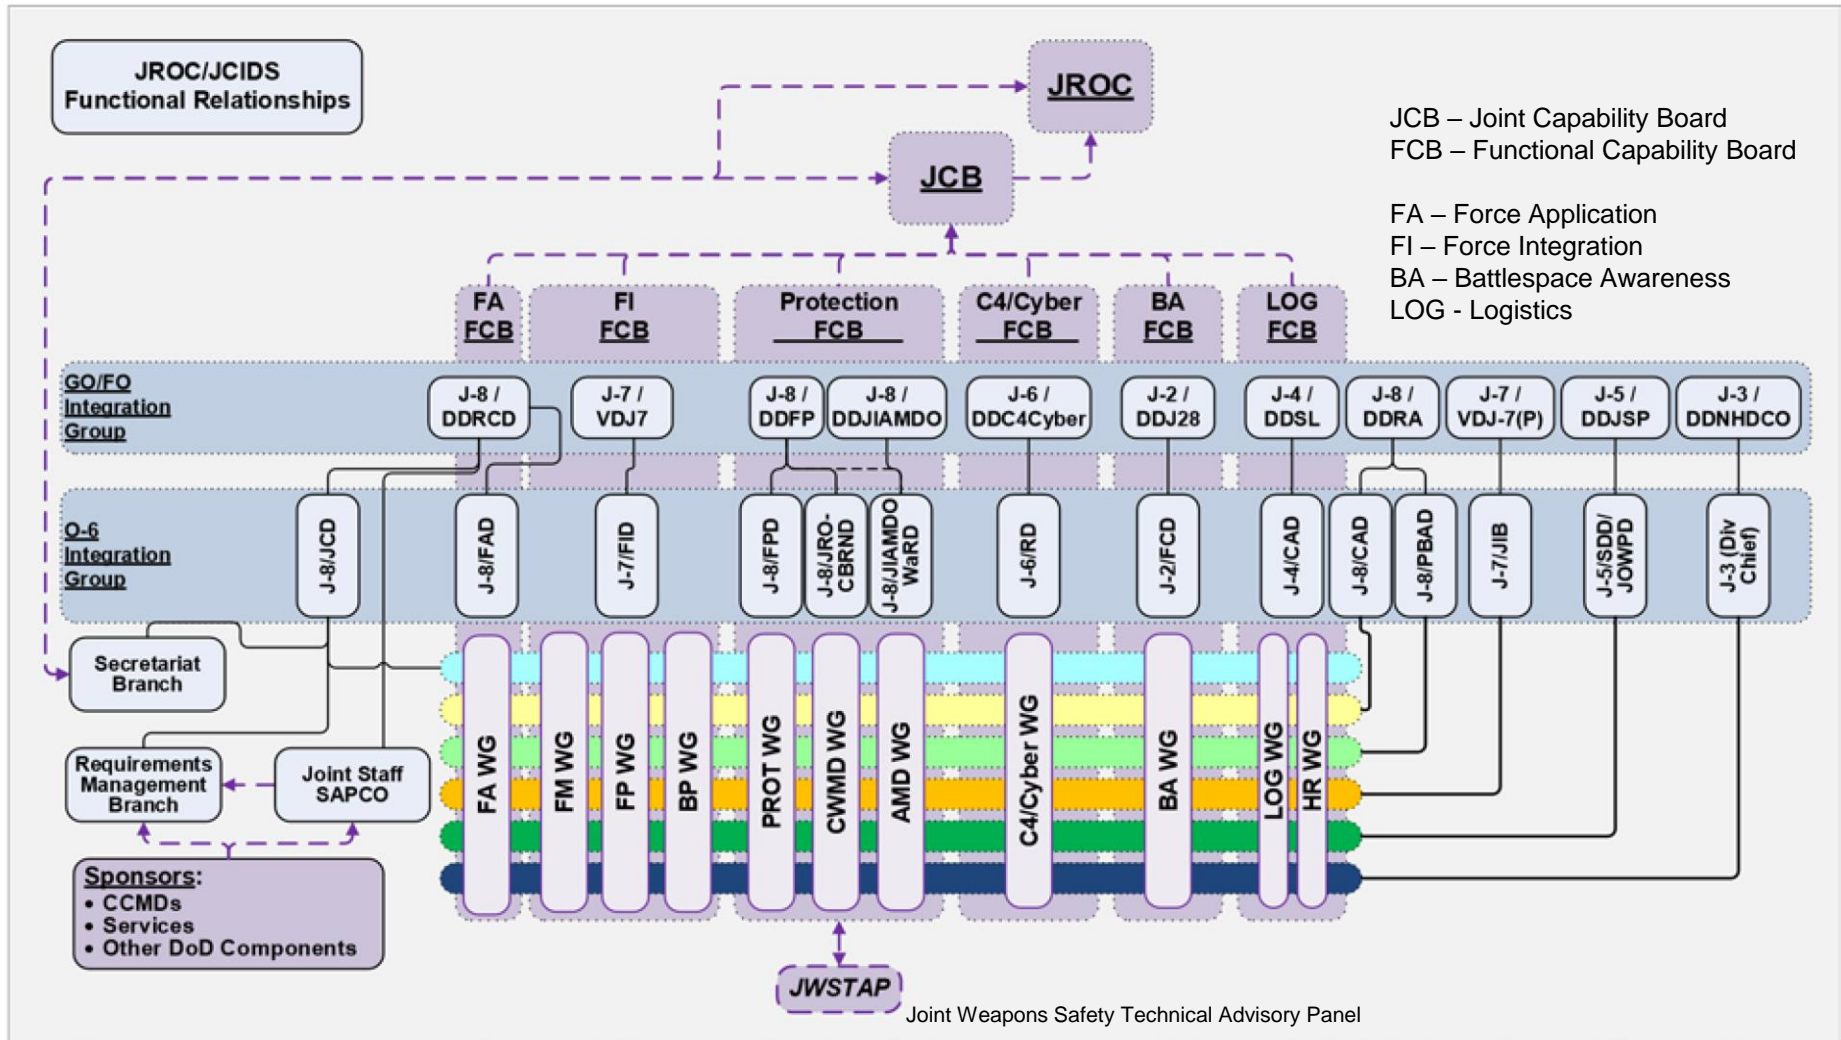 JROC/JCIDS
Functional Relationships
JROC
JCB
JCB – Joint Capability Board
FCB – Functional Capability Board
FA – Force Application
FI – Force Integration
BA – Battlespace Awareness
LOG - Logistics
FA
FCB
FI
FCB
Protection
FCB
C4/Cyber
FCB
BA
FCB
LOG
FCB
GO/FO
Integration
Group
J-8 /
DDRCD
J-7 /
VDJ7
J-8 /
DDFP
J-8 /
DDJIAMDO
J-6 /
DDC4Cyber
J-2 /
DDJ28
J-4 /
DDSL
J-8 /
DDRA
J-7 /
VDJ-7(P)
J-5 /
DDJSP
J-3 /
DDNHDCO
O-6
Integration
Group
J-8/JCD
J-8/FAD
J-7/FID
J-8/FPD
J-8/JRO-
CBRND
J-8/JIAMDO
WaRD
J-6/RD
J-2/FCD
J-4/CAD
J-8/CAD
J-8/PBAD
J-7/JIB
J-5/SDD/
JOWPD
J-3 (Div
Chief)
Secretariat
Branch
Requirements
Management
Branch
Joint Staff
SAPCO
Sponsors:
• CCMDs
• Services
• Other DoD Components
FA WG
FM WG
FP WG
BP WG
PROT WG
CWMD WG
AMD WG
C4/Cyber WG
BA WG
LOG WG
HR WG
JWSTAP
Joint Weapons Safety Technical Advisory Panel